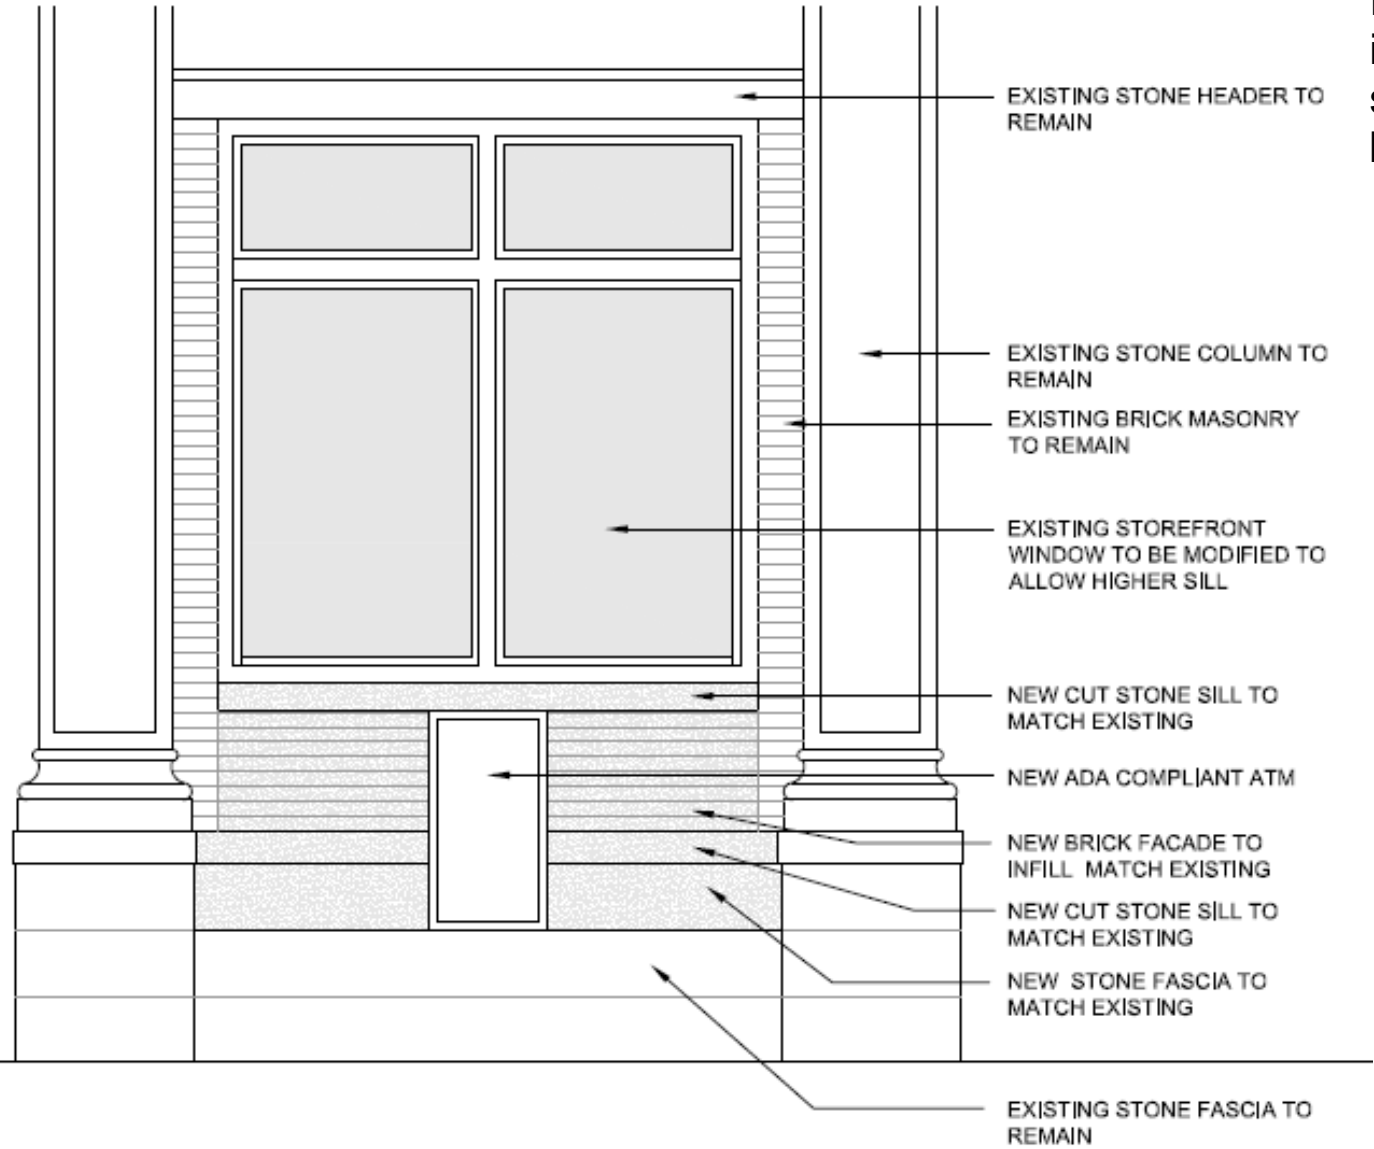 EXISTING STONE HEADER TO
REMAIN
EXISTING STONE COLUMN TO
REMAIN
EXISTING BRICK MASONRY
TO REMAIN
EXISTING STOREFRONT
WINDOW TO BE MODIFIED TO
ALLOW HIGHER SILL
NEW CUT STONE SILL TO
MATCH EXISTING
NEW ADA COMPLIANT ATM
NEW BRICK FACADE TO
INFILL MATCH EXISTING
NEW CUT STONE SILL TO
MATCH EXISTING
NEW STONE FASCIA TO
MATCH EXISTING
EXISTING STONE FASCIA TO
REMAIN